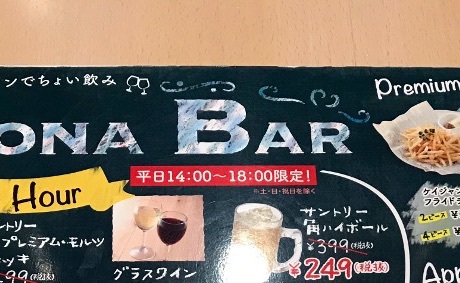 ンでちょい飲み
Premium
ONA BAR
平日14:00〜18:00限定!
※土・日・祝日を除く
Hour
サントリー
角ハイボール
¥399(税抜)
¥249(税抜)
グラスワイン
ントリー
プレミアム・モルツ
ッキ
99(税抜)
ケイジャン
フライド
2ピース ¥
4ピース ¥
App